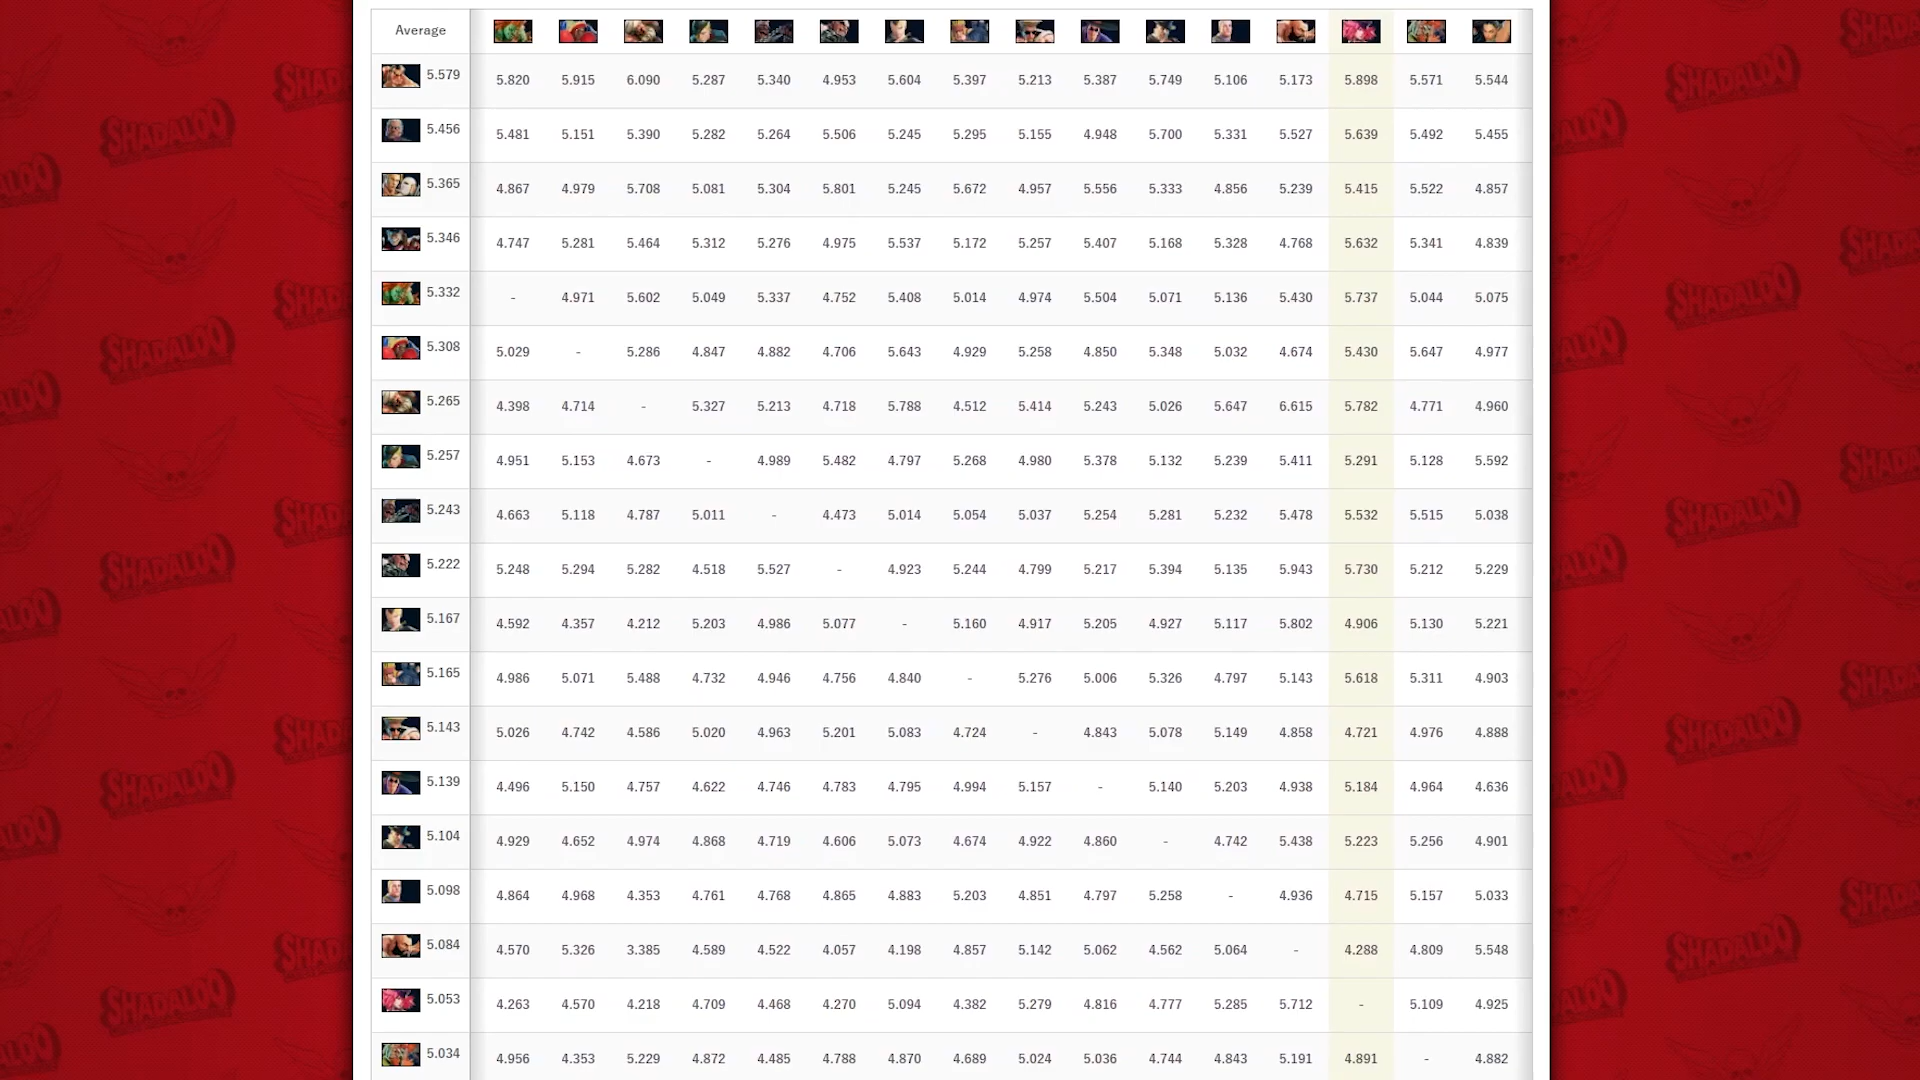 Average
5.579 5.820 5.915 6.090 5.287 5.340 4.953 5.604 5.397 5.213 5.387 5.749 5.106 5.173 5.898 5.571 5.544
5.456 5.481 5.151 5.390 5.282 5.264 5.506 5.245 5.295 5.155 4.948 5.700 5.331 5.527 5.639 5.492 5.455
5.365 4.867 4.979 5.708 5.081 5.304 5.801 5.245 5.672 4.957 5.556 5.333 4.856 5.239 5.415 5.522 4.857
5.346 4.747 5.281 5.464 5.312 5.276 4.975 5.537 5.172 5.257 5.407 5.168 5.328 4.768 5.632 5.341 4.839
5.332 - 4.971 5.602 5.049 5.337 4.752 5.408 5.014 4.974 5.504 5.071 5.136 5.430 5.737 5.044 5.075
5.308 5.029 - 5.286 4.847 4.882 4.706 5.643 4.929 5.258 4.850 5.348 5.032 4.674 5.430 5.647 4.977
5.265 4.398 4.714 - 5.327 5.213 4.718 5.788 4.512 5.414 5.243 5.026 5.647 6.615 5.782 4.771 4.960
5.257 4.951 5.153 4.673 - 4.989 5.482 4.797 5.268 4.980 5.378 5.132 5.239 5.411 5.291 5.128 5.592
5.243 4.663 5.118 4.787 5.011 - 4.473 5.014 5.054 5.037 5.254 5.281 5.232 5.478 5.532 5.515 5.038
5.222 5.248 5.294 5.282 4.518 5.527 - 4.923 5.244 4.799 5.217 5.394 5.135 5.943 5.730 5.212 5.229
5.167 4.592 4.357 4.212 5.203 4.986 5.077 - 5.160 4.917 5.205 4.927 5.117 5.802 4.906 5.130 5.221
5.165 4.986 5.071 5.488 4.732 4.946 4.756 4.840 - 5.276 5.006 5.326 4.797 5.143 5.618 5.311 4.903
5.143 5.026 4.742 4.586 5.020 4.963 5.201 5.083 4.724 - 4.843 5.078 5.149 4.858 4.721 4.976 4.888
5.139 4.496 5.150 4.757 4.622 4.746 4.783 4.795 4.994 5.157 - 5.140 5.203 4.938 5.184 4.964 4.636
5.104 4.929 4.652 4.974 4.868 4.719 4.606 5.073 4.674 4.922 4.860 - 4.742 5.438 5.223 5.256 4.901
5.098 4.864 4.968 4.353 4.761 4.768 4.865 4.883 5.203 4.851 4.797 5.258 - 4.936 4.715 5.157 5.033
5.084 4.570 5.326 3.385 4.589 4.522 4.057 4.198 4.857 5.142 5.062 4.562 5.064 - 4.288 4.809 5.548
5.053 4.263 4.570 4.218 4.709 4.468 4.270 5.094 4.382 5.279 4.816 4.777 5.285 5.712 - 5.109 4.925
5.034 4.956 4.353 5.229 4.872 4.485 4.788 4.870 4.689 5.024 5.036 4.744 4.843 5.191 4.891 - 4.882
SHADALOO
SHADALOO
SHADALOO
SHADALOO
SHADALOO
SHADALOO
SHADALOO
SHADALOO
SHADALOO
SHADALOO